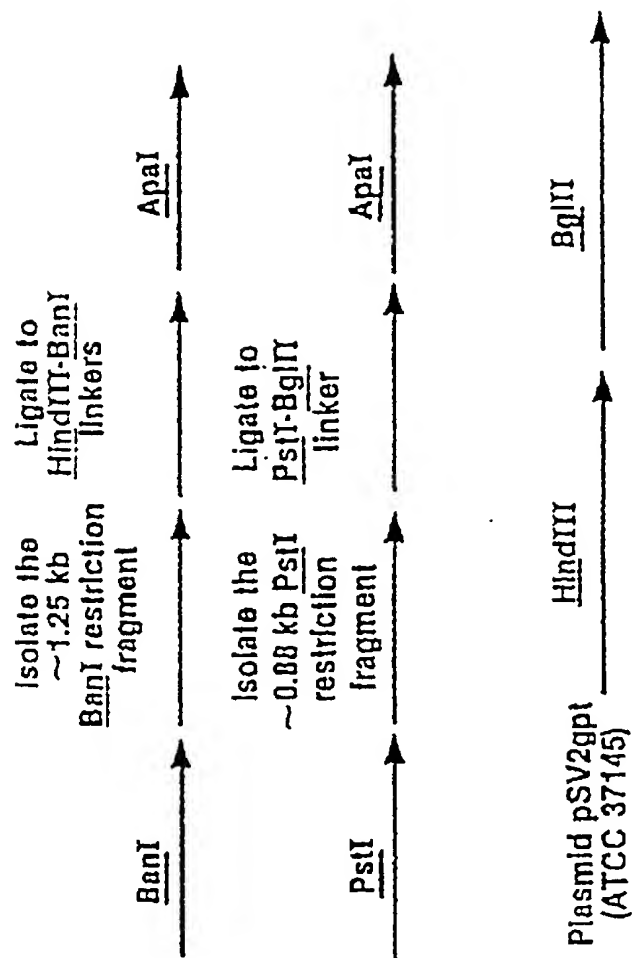 BanI
Isolate the
~1.25 kb
BanI restriction
fragment
Ligate to
HindIII-BanI
linkers
ApaI
PstI
Isolate the
~0.88 kb PstI
restriction
fragment
Ligate to
PstI-BglII
linker
ApaI
Plasmid pSV2gpt
(ATCC 37145)
HindIII
BglII